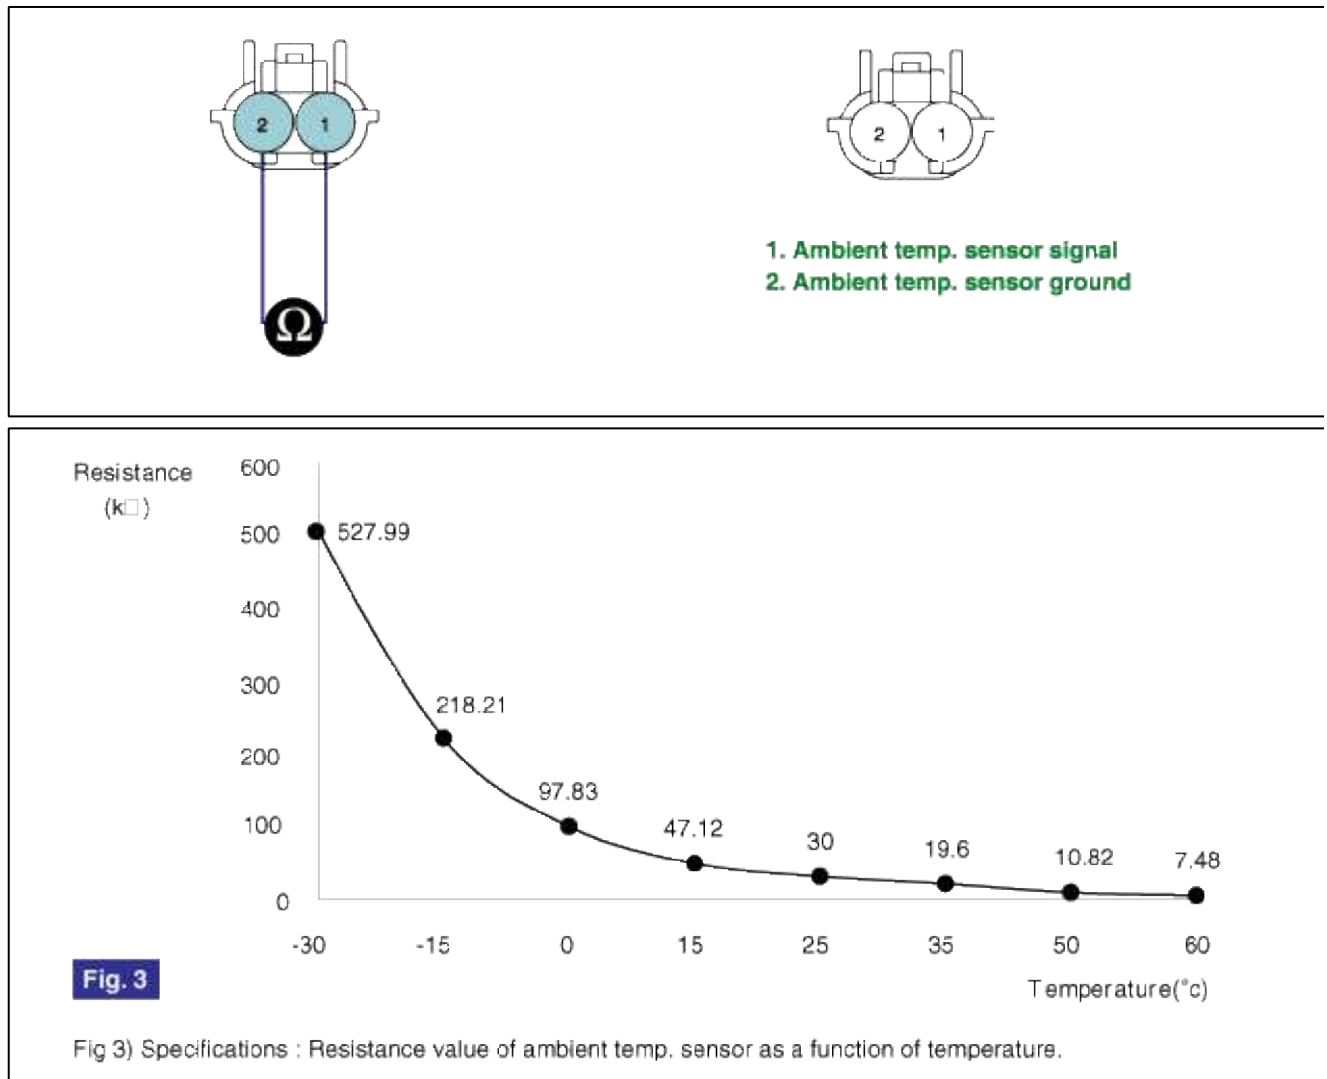 2 1
2 1
Ω
1. Ambient temp. sensor signal
2. Ambient temp. sensor ground
Resistance
(k□)
600
500
400
300
200
100
0
527.99
218.21
97.83
47.12
30
19.6
10.82
7.48
-30 -15 0 15 25 35 50 60
Temperature(°c)
Fig. 3
Fig 3) Specifications : Resistance value of ambient temp. sensor as a function of temperature.